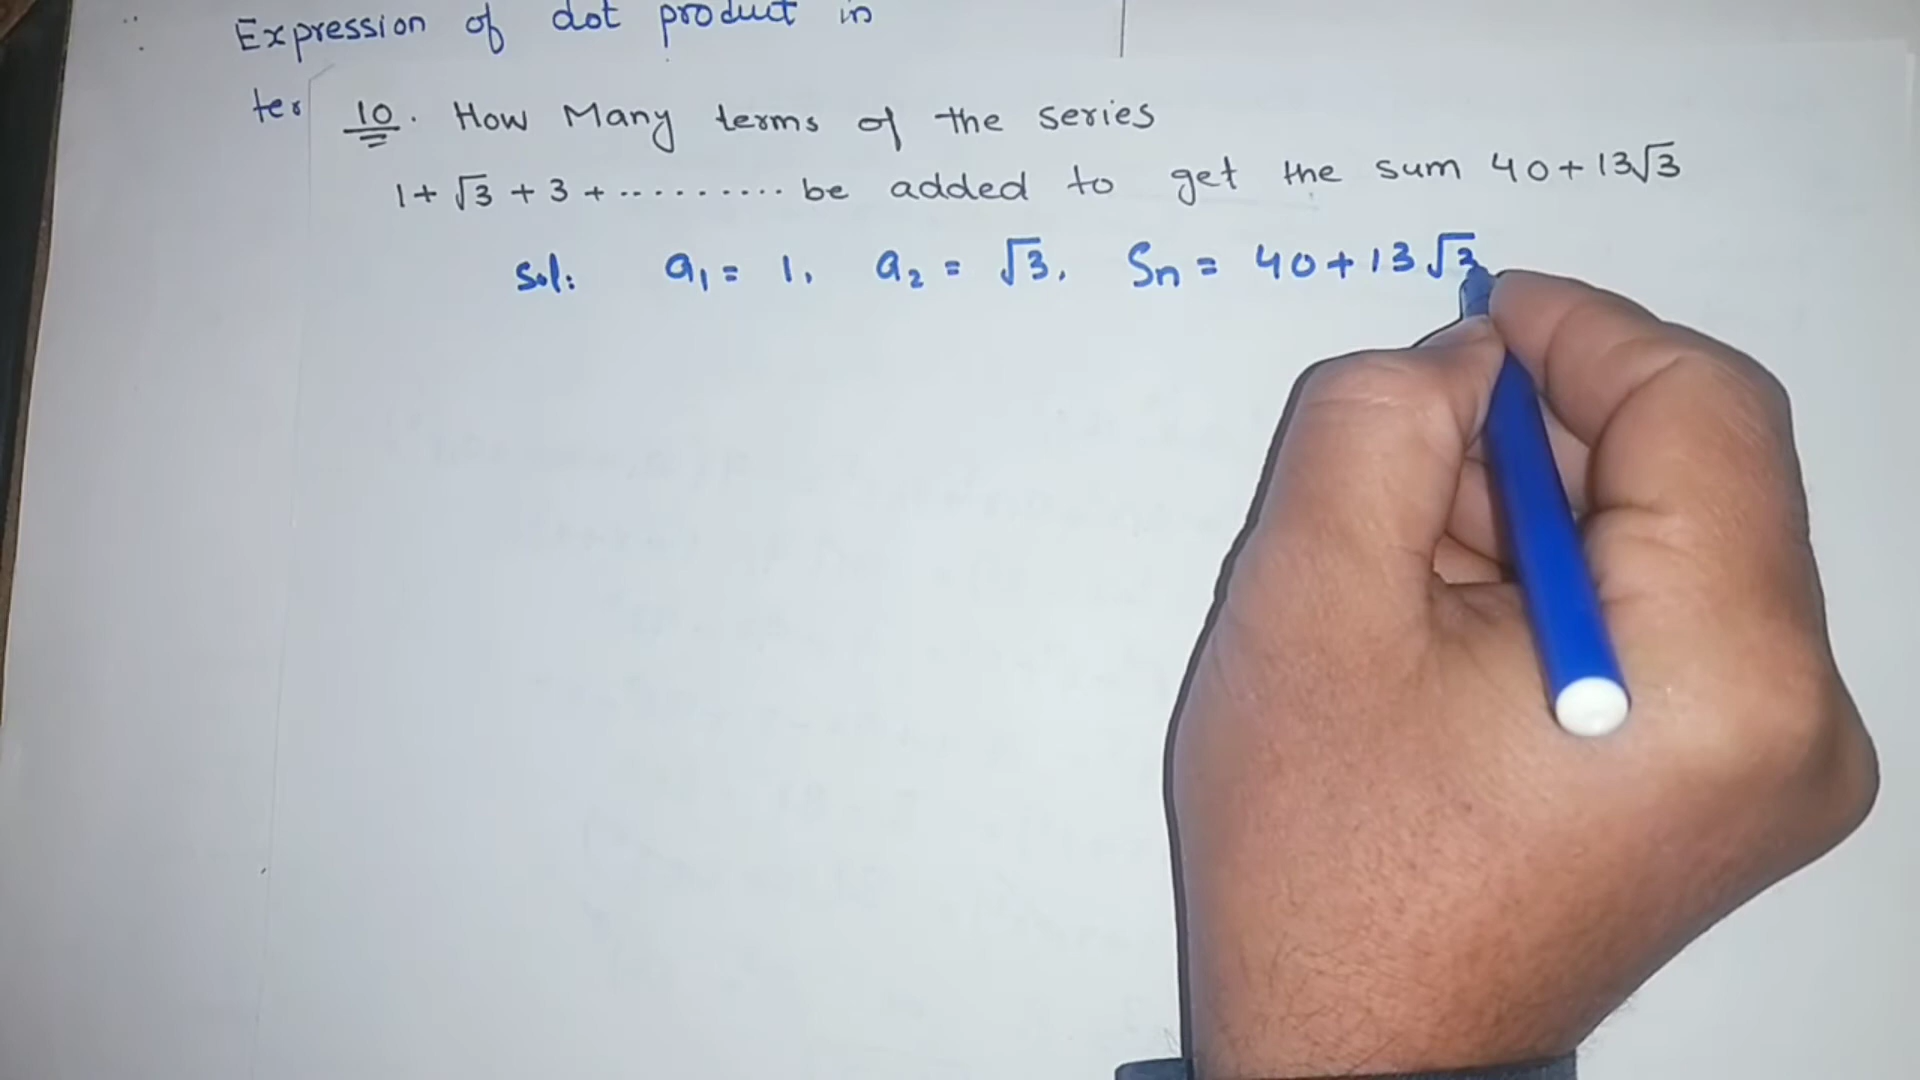 Expression of dot product in
ter
10. How Many terms of the series
1 + √3 + 3 + .......... be added to get the sum 40 + 13√3
Sol: a₁ = 1, a₂ = √3, Sn = 40 + 13√3